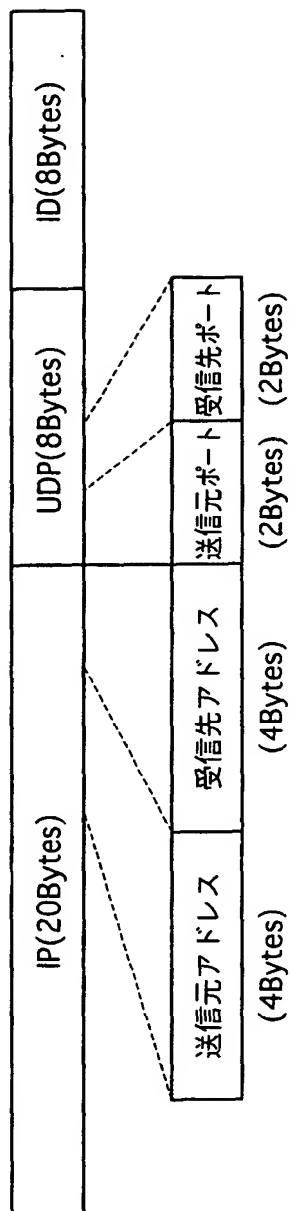 IP(20Bytes)
UDP(8Bytes)
ID(8Bytes)
送信元アドレス
受信先アドレス
送信元ポート
受信先ポート
(4Bytes)
(4Bytes)
(2Bytes)
(2Bytes)